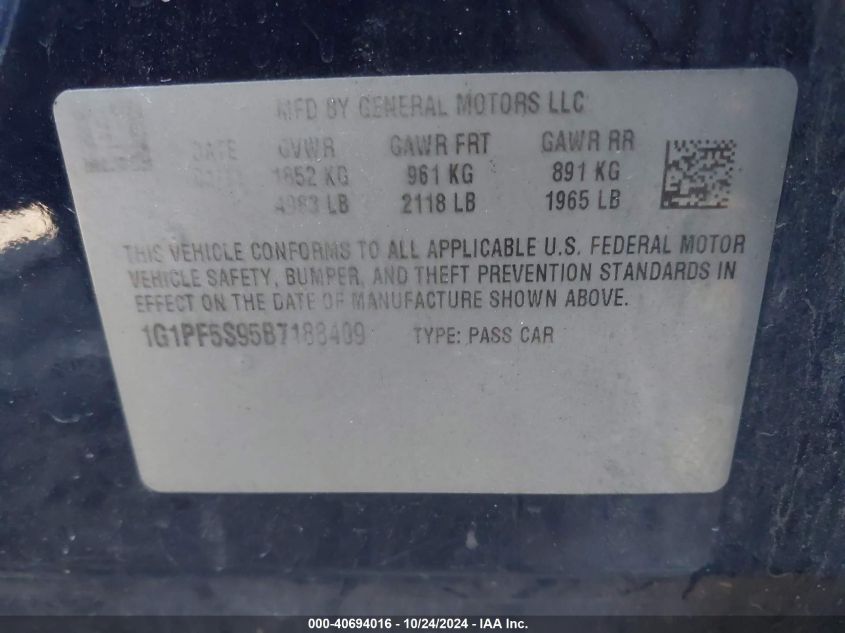 MFD BY GENERAL MOTORS LLC
DATE GVWR GAWR FRT GAWR RR
1852 KG 961 KG 891 KG
4083 LB 2118 LB 1965 LB
THIS VEHICLE CONFORMS TO ALL APPLICABLE U.S. FEDERAL MOTOR
VEHICLE SAFETY, BUMPER, AND THEFT PREVENTION STANDARDS IN
EFFECT ON THE DATE OF MANUFACTURE SHOWN ABOVE.
1G1PF5S95B7188409 TYPE: PASS CAR
000-40694016 - 10/24/2024 - IAA Inc.